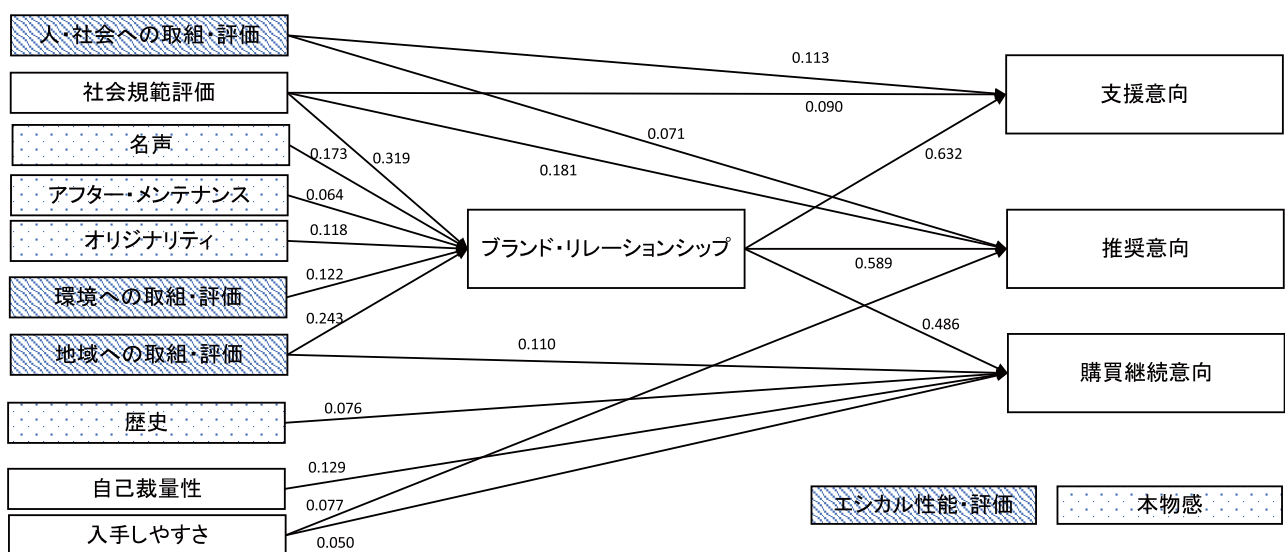 人・社会への取組・評価
社会規範評価
名声
アフター・メンテナンス
オリジナリティ
環境への取組・評価
地域への取組・評価
歴史
自己裁量性
入手しやすさ
ブランド・リレーションシップ
支援意向
推奨意向
購買継続意向
0.113
0.090
0.071
0.181
0.632
0.173
0.319
0.064
0.118
0.122
0.243
0.589
0.486
0.110
0.076
0.129
0.077
0.050
エシカル性能・評価
本物感